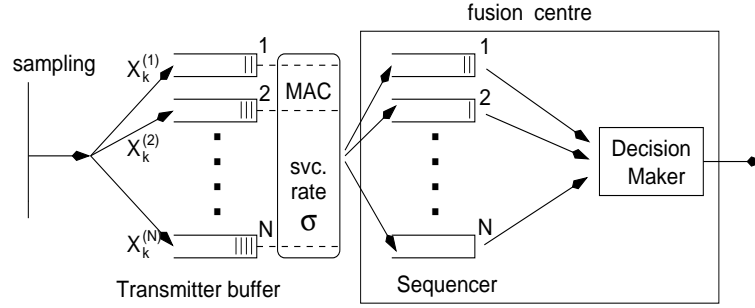 fusion centre
sampling
X_k^(1)
1
MAC
1
X_k^(2)
2
2
svc.
rate
σ
Decision
Maker
X_k^(N)
N
N
Transmitter buffer
Sequencer